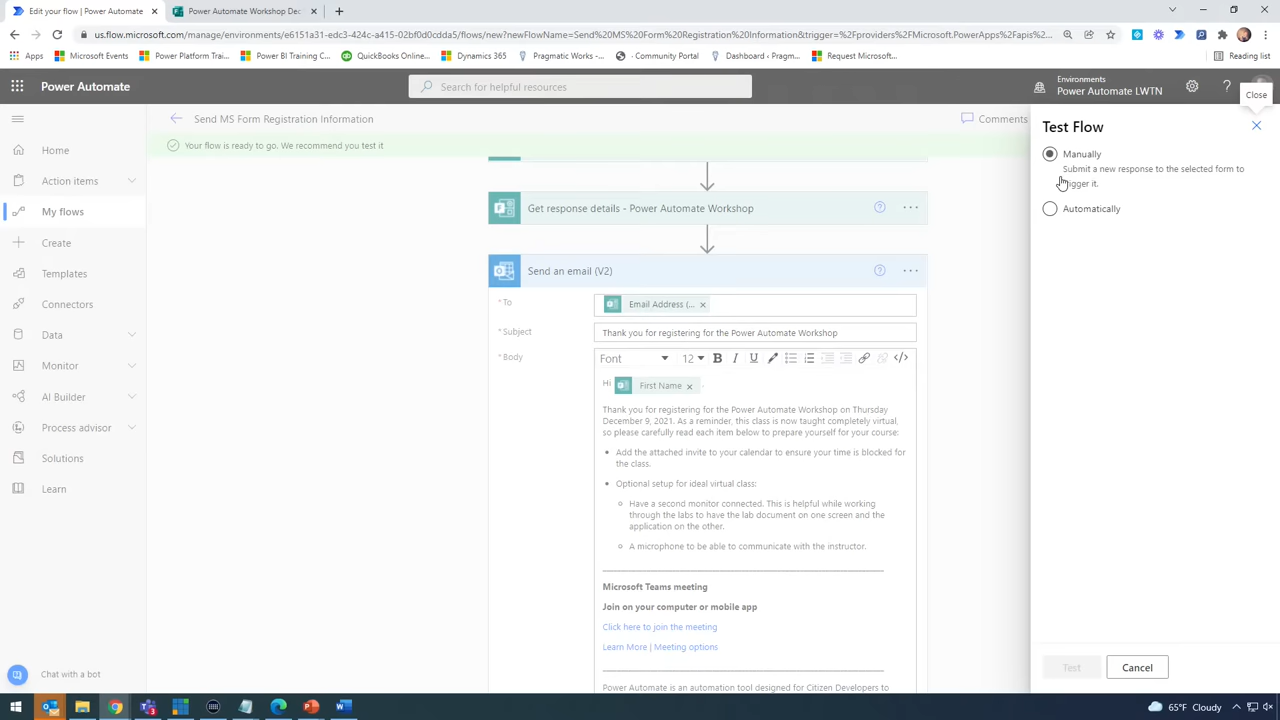 Edit your flow | Power Automate
Power Automate Workshop Dec
us.flow.microsoft.com/manage/environments/e6151a31-edc3-424c-a415-02bf0d0cdda5/flows/new?newFlowName=Send%20MS%20Form%20Registration%20Information&trigger=%2Fproviders%2FMicrosoft.PowerApps%2Fapis%...
Apps
Microsoft Events
Power Platform Trai...
Power BI Training C...
QuickBooks Online...
Dynamics 365
Pragmatic Works -...
· Community Portal
Dashboard ‹ Pragm...
Request Microsoft...
Reading list
Power Automate
Search for helpful resources
Environments
Power Automate LWTN
Close
Send MS Form Registration Information
Comments
Your flow is ready to go. We recommend you test it
Home
Action items
My flows
Create
Templates
Connectors
Data
Monitor
AI Builder
Process advisor
Solutions
Learn
Chat with a bot
Get response details - Power Automate Workshop
Send an email (V2)
* To
Email Address (...
* Subject
Thank you for registering for the Power Automate Workshop
* Body
Font
12
Hi First Name ,
Thank you for registering for the Power Automate Workshop on Thursday
December 9, 2021. As a reminder, this class is now taught completely virtual,
so please carefully read each item below to prepare yourself for your course:
• Add the attached invite to your calendar to ensure your time is blocked for
the class.
• Optional setup for ideal virtual class:
Have a second monitor connected. This is helpful while working
through the labs to have the lab document on one screen and the
application on the other.
A microphone to be able to communicate with the instructor.
Microsoft Teams meeting
Join on your computer or mobile app
Click here to join the meeting
Learn More | Meeting options
Power Automate is an automation tool designed for Citizen Developers to
Test Flow
Manually
Submit a new response to the selected form to
trigger it.
Automatically
Test
Cancel
65°F Cloudy